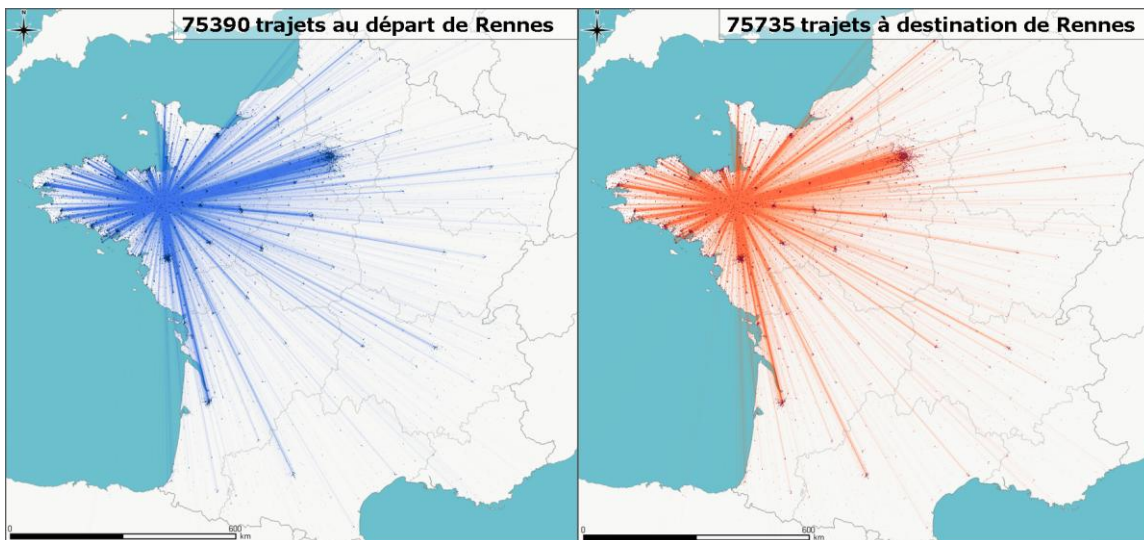 75390 trajets au départ de Rennes
0
600
km
75735 trajets à destination de Rennes
0
600
km